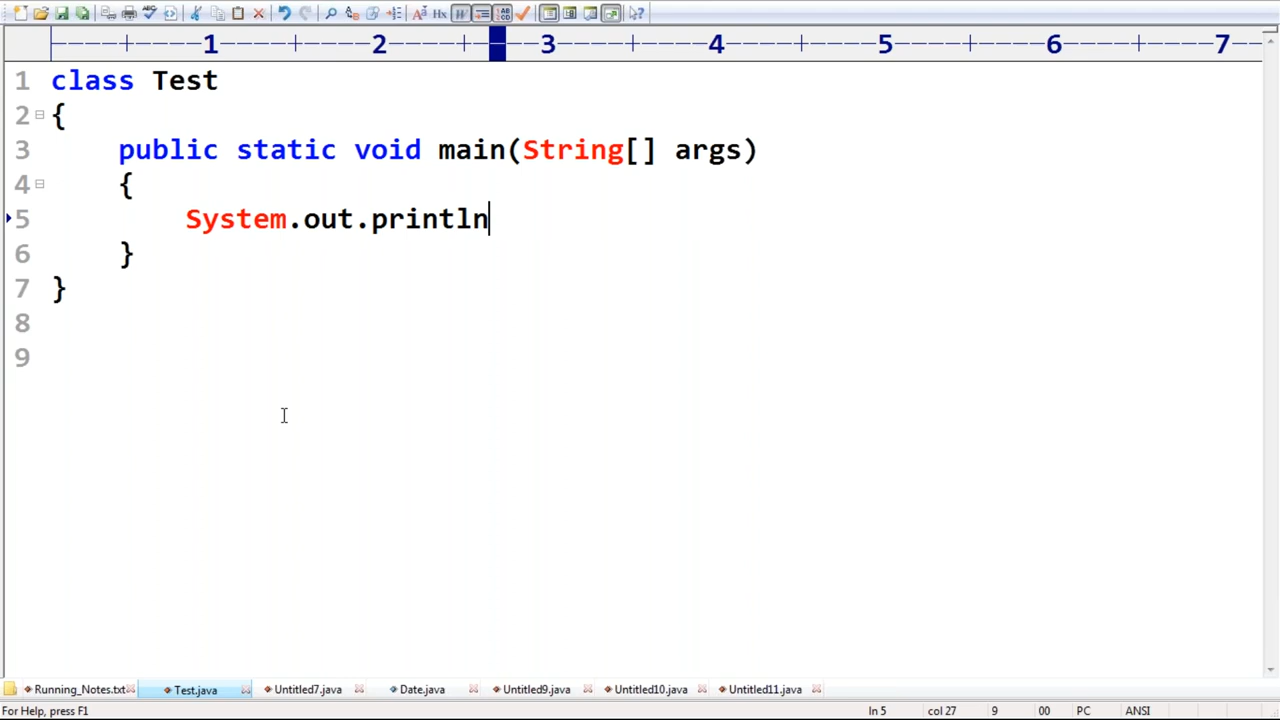 1 2 3 4 5 6 7
1 class Test
2 {
3 public static void main(String[] args)
4 {
5 System.out.println
6 }
7 }
8
9
Running_Notes.txt Test.java Untitled7.java Date.java Untitled9.java Untitled10.java Untitled11.java
For Help, press F1 ln 5 col 27 9 00 PC ANSI